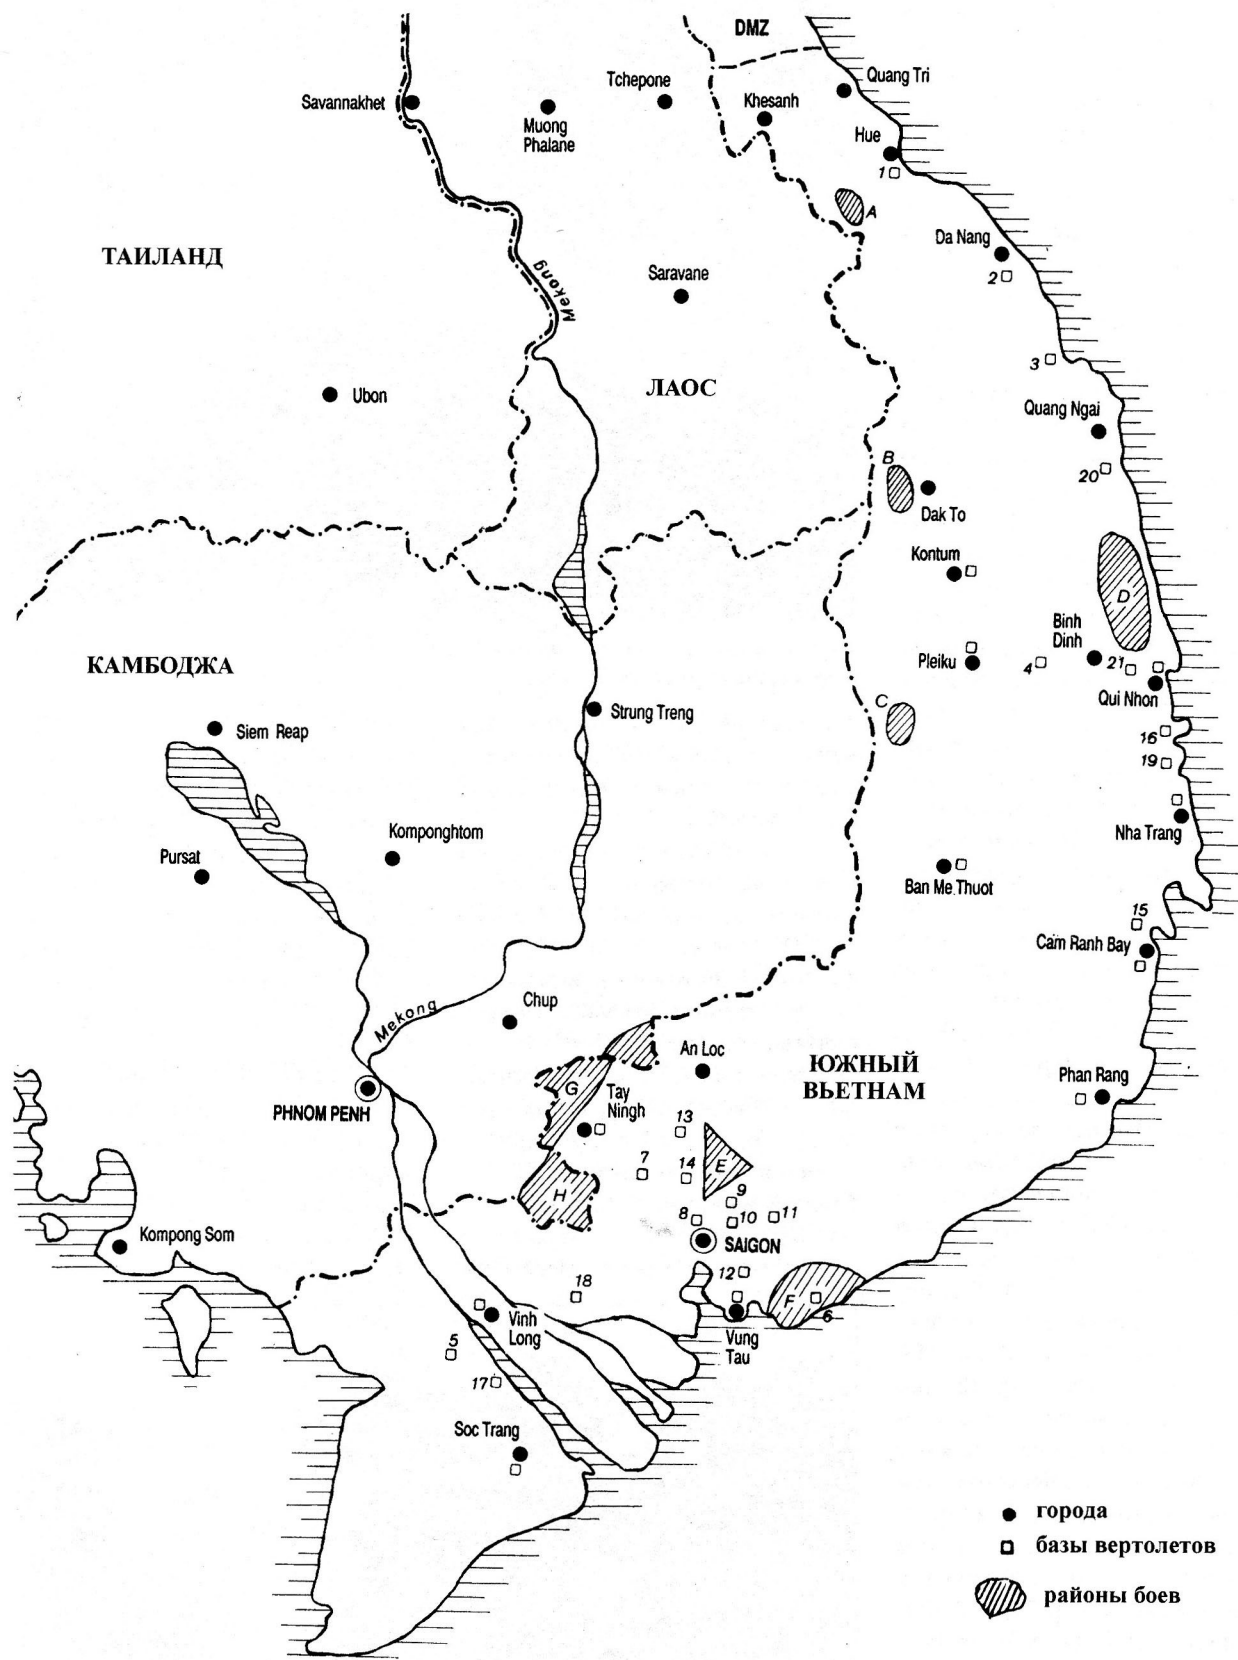 DMZ
Quang Tri
Tchepone
Savannakhet
Khesanh
Muong
Phalane
Hue
1
A
ТАИЛАНД
Da Nang
Mekong
Saravane
2
3
ЛАОС
Ubon
Quang Ngai
B
20
Dak To
Kontum
D
Binh
Dinh
КАМБОДЖА
Pleiku
4
21
Qui Nhon
C
Strung Treng
Siem Reap
16
19
Nha Trang
Komponghtom
Pursat
Ban Me Thuot
15
Cam Ranh Bay
Mekong
Chup
An Loc
ЮЖНЫЙ
ВЬЕТНАМ
Phan Rang
G
Tay
Ningh
PHNOM PENH
13
7
14
E
H
9
8
10
11
Kompong Som
SAIGON
12
18
F
6
Vinh
Long
Vung
Tau
5
17
Soc Trang
города
базы вертолетов
районы боев